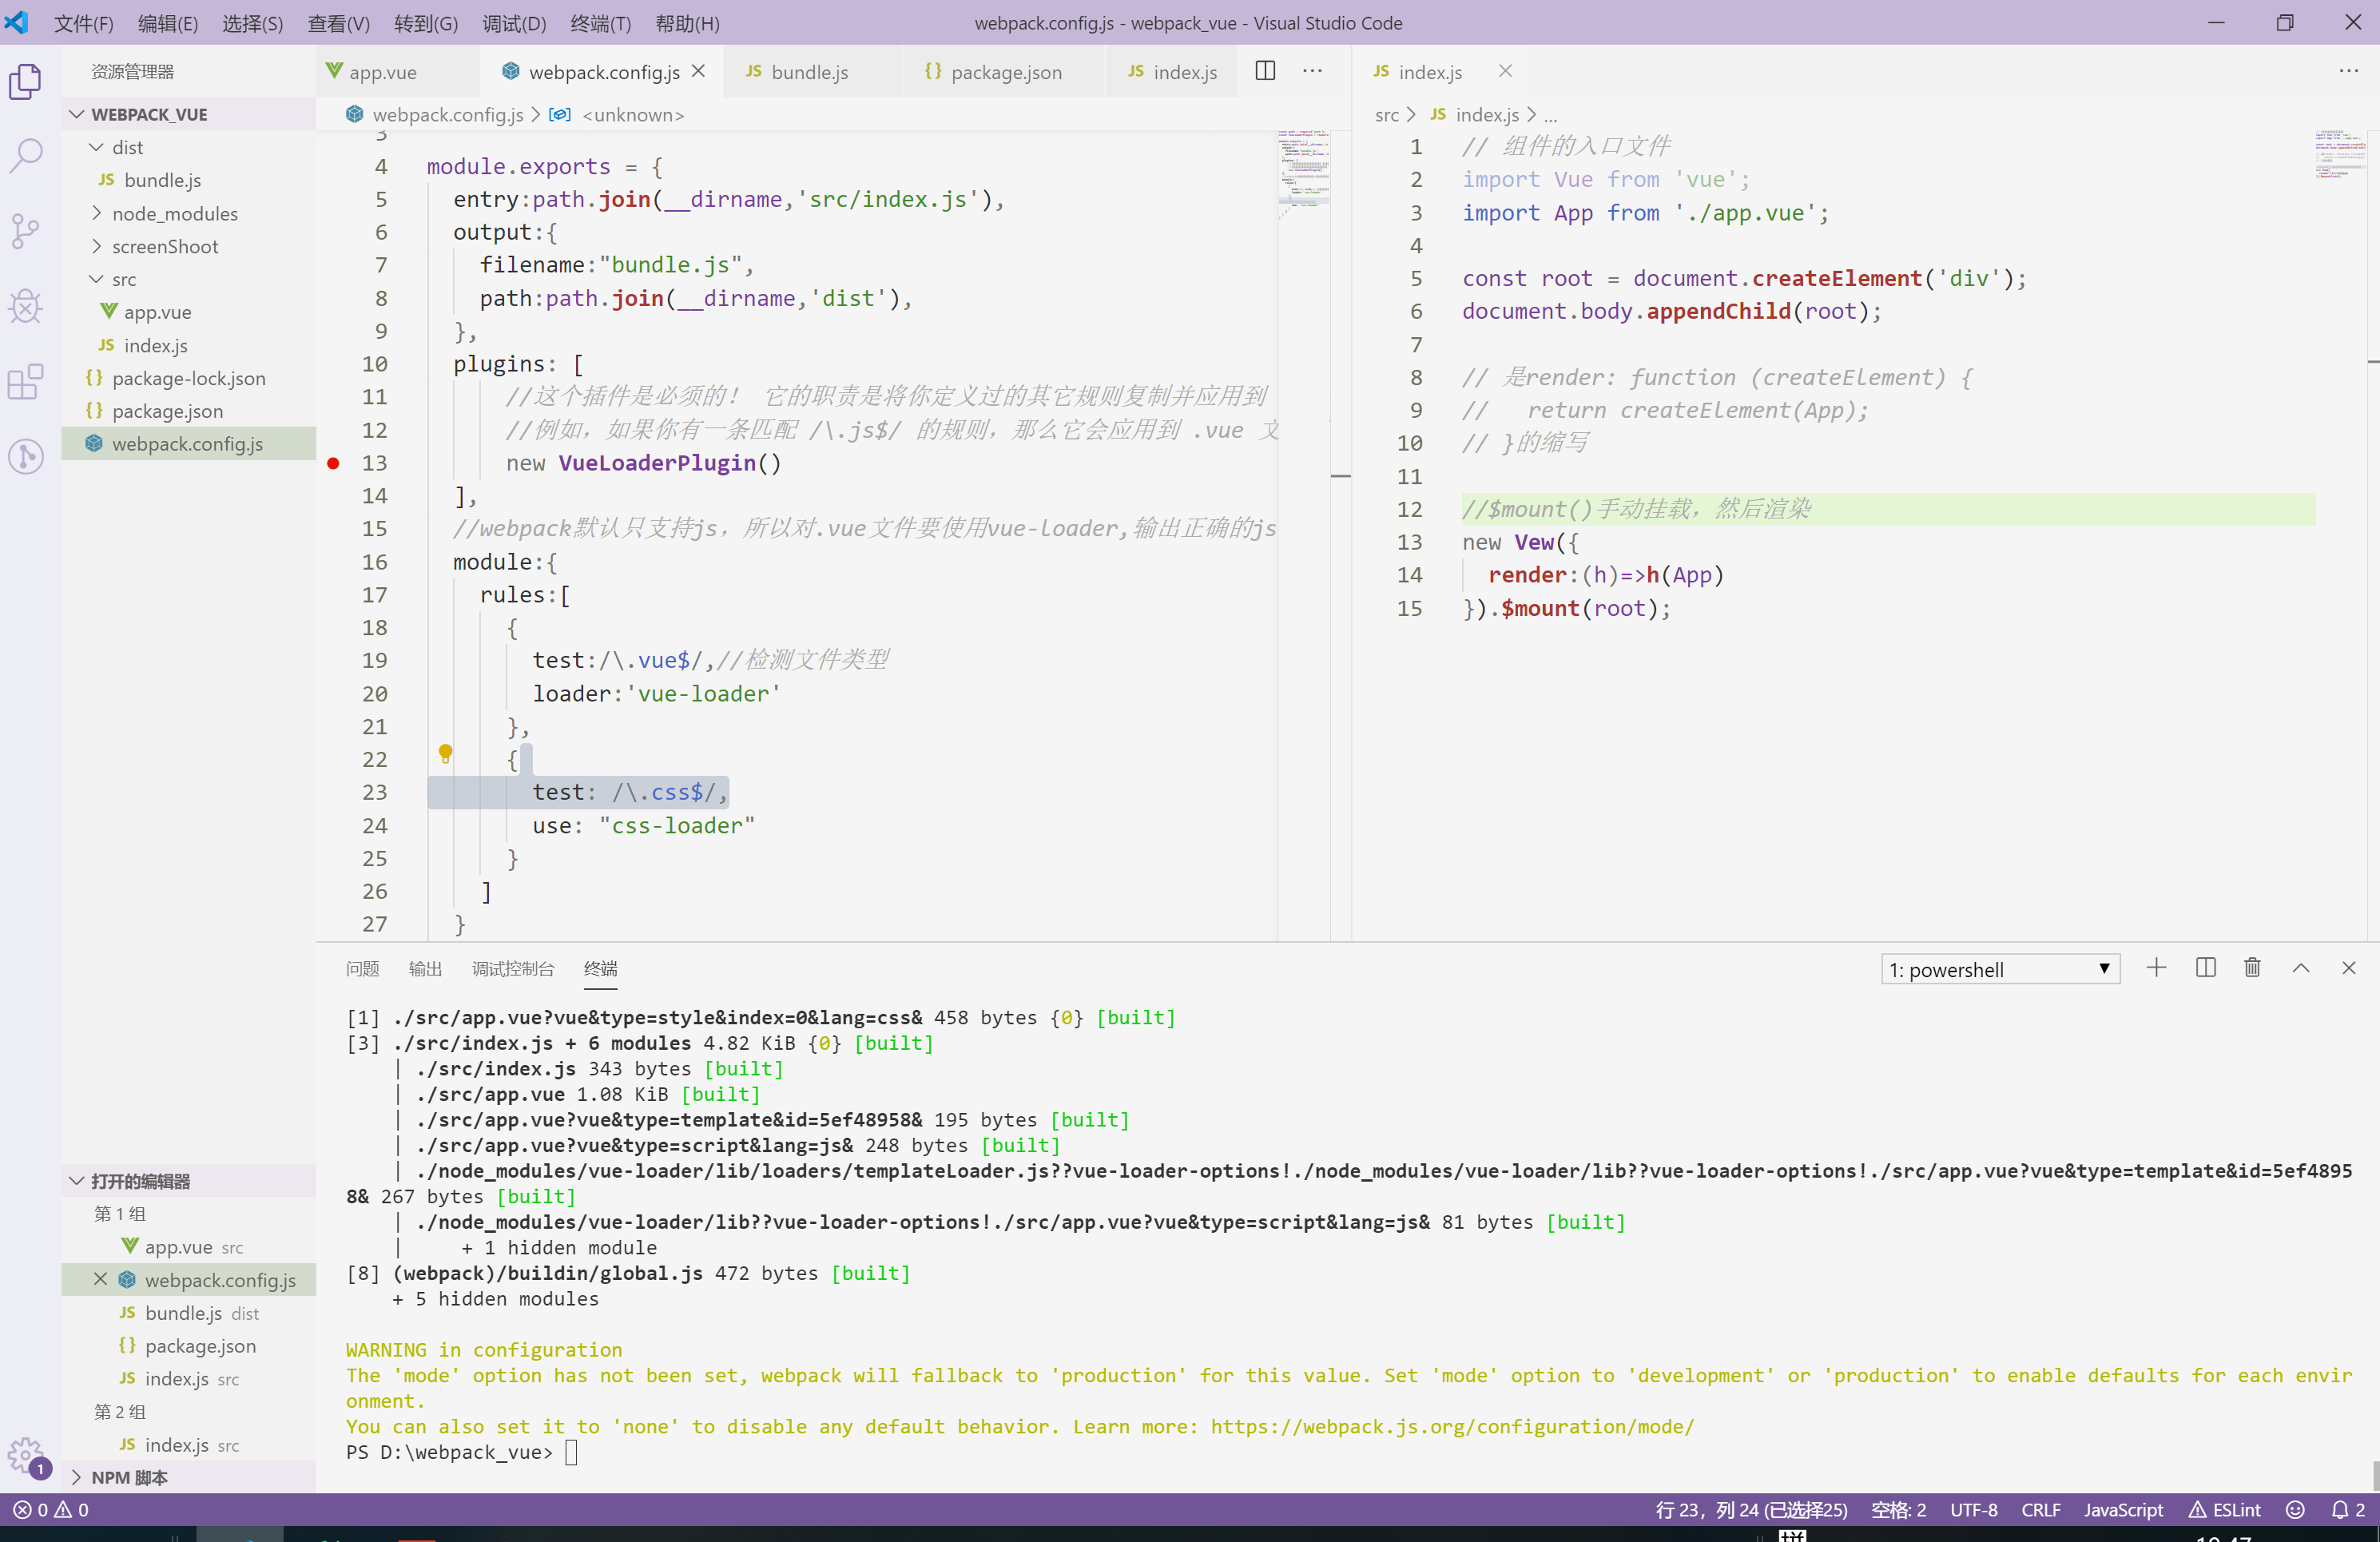 文件(F) 编辑(E) 选择(S) 查看(V) 转到(G) 调试(D) 终端(T) 帮助(H)
webpack.config.js - webpack_vue - Visual Studio Code
资源管理器
WEBPACK_VUE
dist
JS bundle.js
node_modules
screenShoot
src
app.vue
JS index.js
{} package-lock.json
{} package.json
webpack.config.js
打开的编辑器
第 1 组
app.vue src
webpack.config.js
JS bundle.js dist
{} package.json
JS index.js src
第 2 组
JS index.js src
NPM 脚本
1
app.vue
webpack.config.js
JS bundle.js
{} package.json
JS index.js
webpack.config.js > <unknown>
3
4 module.exports = {
5 entry:path.join(__dirname,'src/index.js'),
6 output:{
7 filename:"bundle.js",
8 path:path.join(__dirname,'dist'),
9 },
10 plugins: [
11 //这个插件是必须的! 它的职责是将你定义过的其它规则复制并应用到
12 //例如，如果你有一条匹配 /\.js$/ 的规则，那么它会应用到 .vue 文
13 new VueLoaderPlugin()
14 ],
15 //webpack默认只支持js，所以对.vue文件要使用vue-loader,输出正确的js
16 module:{
17 rules:[
18 {
19 test:/\.vue$/,//检测文件类型
20 loader:'vue-loader'
21 },
22 {
23 test: /\.css$/,
24 use: "css-loader"
25 }
26 ]
27 }
JS index.js
src > JS index.js > ...
1 // 组件的入口文件
2 import Vue from 'vue';
3 import App from './app.vue';
4
5 const root = document.createElement('div');
6 document.body.appendChild(root);
7
8 // 是render: function (createElement) {
9 // return createElement(App);
10 // }的缩写
11
12 //$mount()手动挂载，然后渲染
13 new Vew({
14 render:(h)=>h(App)
15 }).$mount(root);
问题 输出 调试控制台 终端
1: powershell
[1] ./src/app.vue?vue&type=style&index=0&lang=css& 458 bytes {0} [built]
[3] ./src/index.js + 6 modules 4.82 KiB {0} [built]
| ./src/index.js 343 bytes [built]
| ./src/app.vue 1.08 KiB [built]
| ./src/app.vue?vue&type=template&id=5ef48958& 195 bytes [built]
| ./src/app.vue?vue&type=script&lang=js& 248 bytes [built]
| ./node_modules/vue-loader/lib/loaders/templateLoader.js??vue-loader-options!./node_modules/vue-loader/lib??vue-loader-options!./src/app.vue?vue&type=template&id=5ef4895
8& 267 bytes [built]
| ./node_modules/vue-loader/lib??vue-loader-options!./src/app.vue?vue&type=script&lang=js& 81 bytes [built]
| + 1 hidden module
[8] (webpack)/buildin/global.js 472 bytes [built]
+ 5 hidden modules
WARNING in configuration
The 'mode' option has not been set, webpack will fallback to 'production' for this value. Set 'mode' option to 'development' or 'production' to enable defaults for each envir
onment.
You can also set it to 'none' to disable any default behavior. Learn more: https://webpack.js.org/configuration/mode/
PS D:\webpack_vue>
0 0
行 23，列 24 (已选择25) 空格: 2 UTF-8 CRLF JavaScript ESLint 2